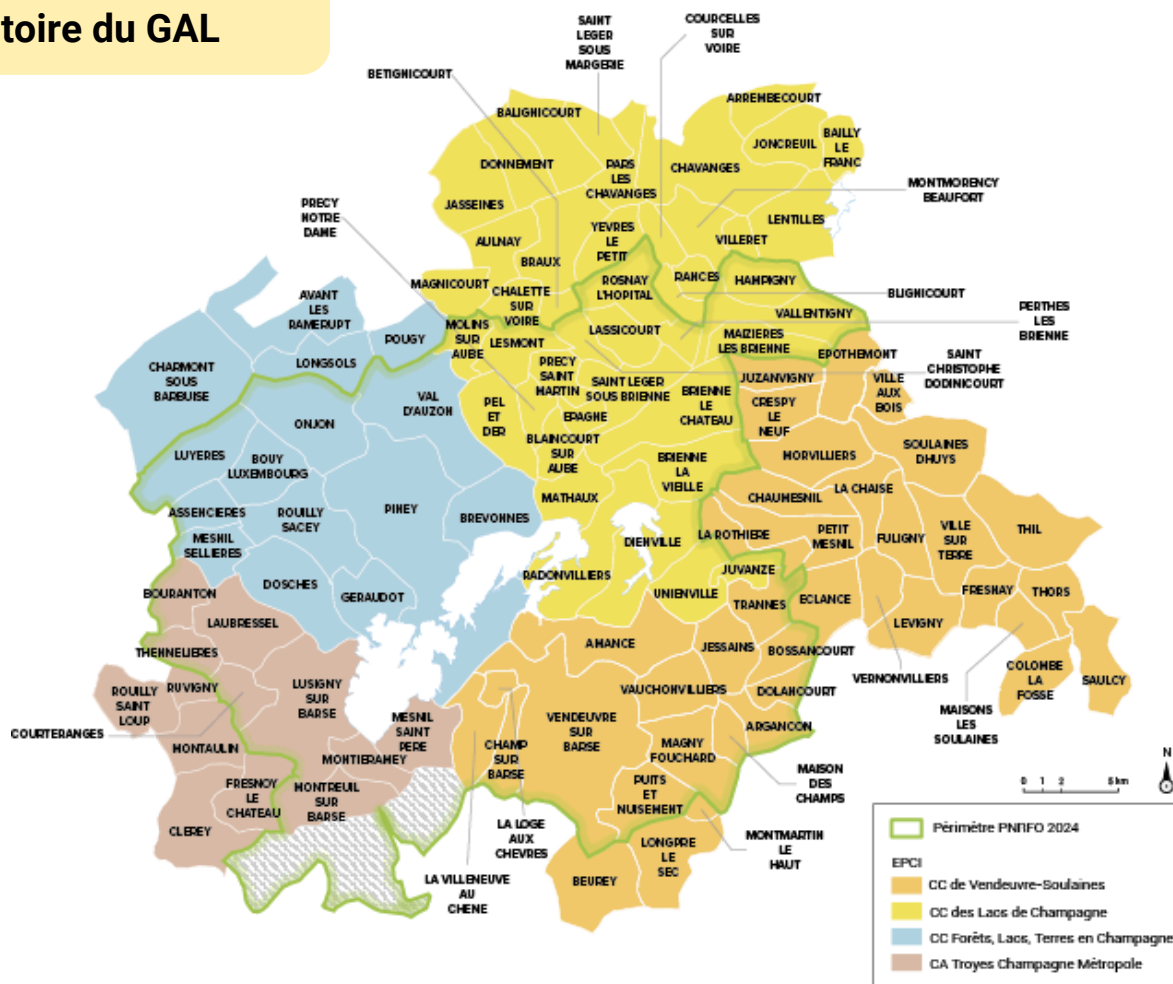 toire du GAL
SAINT
LEGER
SOUS
MARGERIE
COURCELLES
SUR
VOIRE
BETIGNICOURT
BALIGNICOURT
ARREMBECOURT
DONNEMENT
PARS
LES
CHAVANGES
CHAVANGES
JONCREUIL
BAILLY
LE
FRANC
JASSEINES
MONTMORENCY
BEAUFORT
PRECY
NOTRE
DAME
AULNAY
YEVRES
LE
PETIT
LENTILLES
VILLERET
BRAUX
MAGNICOURT
CHALETTE
SUR
VOIRE
ROSNAY
L'HOPITAL
RANCES
HAMPIGNY
BLIGNICOURT
AVANT
LES
RAMERUPT
POUGY
LONGSOLS
MOLINS
SUR
AUBE
LESMONT
LASSICOURT
VALLENTIGNY
MAIZIERES
LES BRIENNE
PERTHES
LES
BRIENNE
CHARMONT
SOUS
BARBUISE
VAL
D'AUZON
PRECY
SAINT
MARTIN
SAINT LEGER
SOUS BRIENNE
EPOTHEMONT
SAINT
CHRISTOPHE
DODINICOURT
JUZANVIGNY
VILLE
AUX
BOIS
CRESPY
LE
NEUF
PEL
ET
DER
EPAGNE
BRIENNE
LE
CHATEAU
ONJON
BLAINCOURT
SUR
AUBE
LUYERES
BOUY
LUXEMBOURG
BRIENNE
LA
VIEILLE
MORVILLIERS
SOULAINES
DHUYS
MATHAUX
CHAUMESNIL
LA CHAISE
ASSENCIERES
ROUILLY
SACEY
PINEY
BREVONNES
MESNIL
SELLIERES
DIENVILLE
LA ROTHIERE
PETIT
MESNIL
FULIGNY
VILLE
SUR
TERRE
THIL
DOSCHES
GERAUDOT
RADONVILLIERS
UNIENVILLE
JUVANZE
TRANNES
ECLANCE
FRESNAY
THORS
BOURANTON
LAUBRESSEL
LEVIGNY
THENNELIERES
AMANCE
JESSAINS
BOSSANCOURT
VERNONVILLIERS
COLOMBE
LA
FOSSE
SAULCY
ROUILLY
SAINT
LOUP
RUVIGNY
LUSIGNY
SUR
BARSE
VAUCHONVILLIERS
DOLANCOURT
MAISONS
LES
SOULAINES
COURTERANGES
MESNIL
SAINT
PERE
VENDEUVRE
SUR
BARSE
ARGANCON
MONTAULIN
MONTIERAMEY
CHAMP
SUR
BARSE
MAGNY
FOUCHARD
FRESNOY
LE
CHATEAU
MONTREUIL
SUR
BARSE
PUITS
ET
NUISEMENT
MAISON
DES
CHAMPS
CLEREY
LA LOGE
AUX
CHEVRES
LONGPRE
LE
SEC
MONTMARTIN
LE
HAUT
LA VILLENEUVE
AU
CHENE
BEUREY
N
0 1 2 5 km
Périmètre PNRFO 2024
EPCI
CC de Vendeuvre-Soulaines
CC des Lacs de Champagne
CC Forêts, Lacs, Terres en Champagne
CA Troyes Champagne Métropole